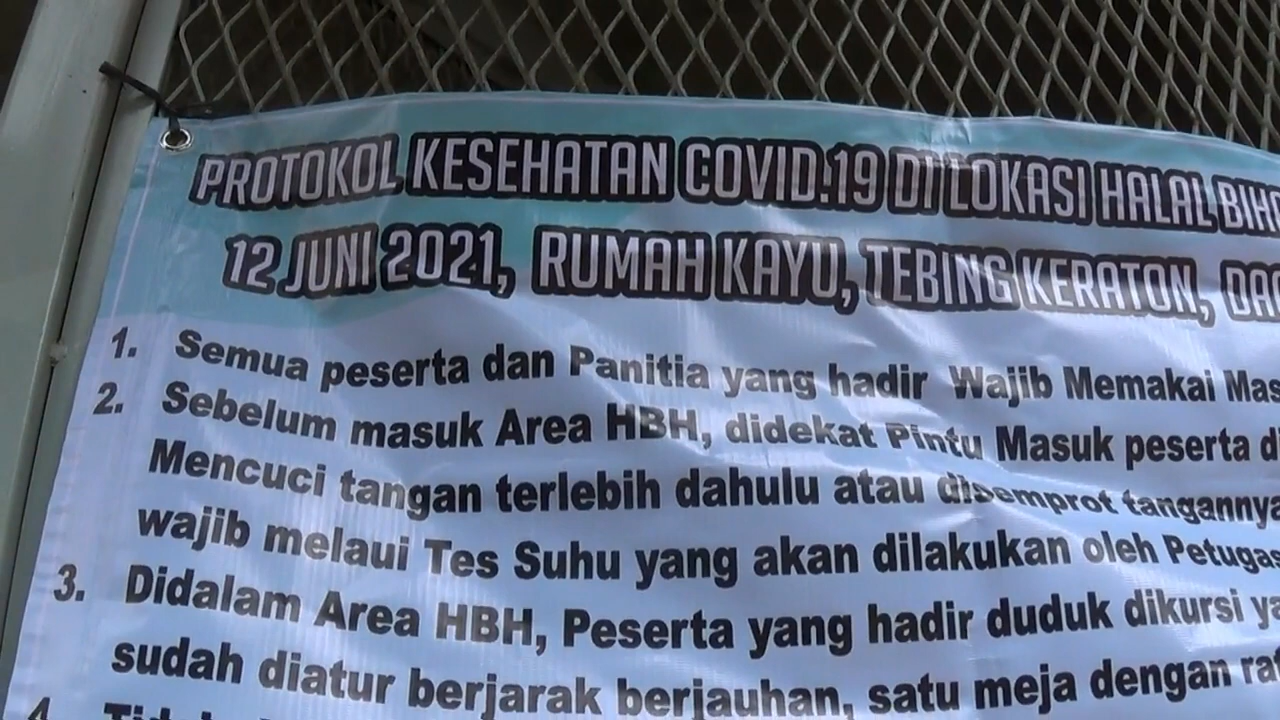 PROTOKOL KESEHATAN COVID.19 DI LOKASI HALAL
12 JUNI 2021, RUMAH KAYU, TEBING KERATON,
1. Semua peserta dan Panitia yang hadir Wajib Memakai
2. Sebelum masuk Area HBH, didekat Pintu Masuk peserta
Mencuci tangan terlebih dahulu atau disemprot tangannya
wajib melaui Tes Suhu yang akan dilakukan oleh Petugas
3. Didalam Area HBH, Peserta yang hadir duduk dikursi
sudah diatur berjarak berjauhan, satu meja dengan
4.